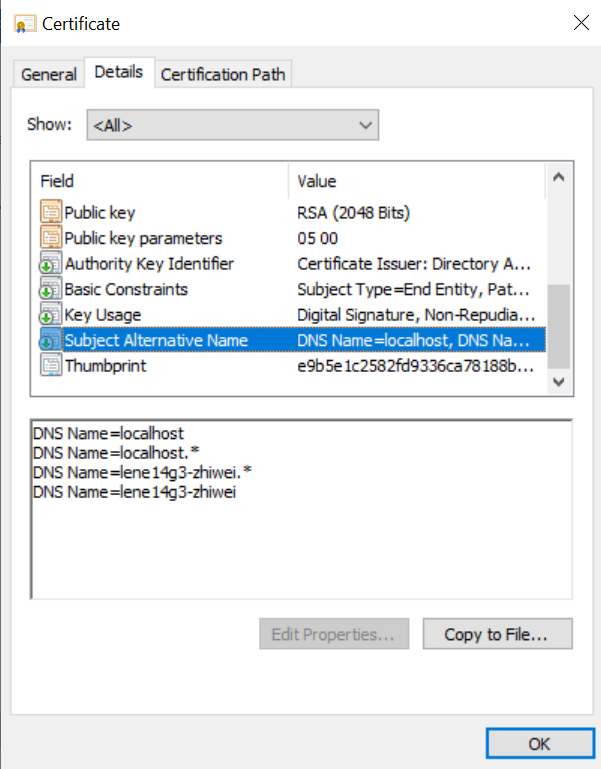 Certificate
General Details Certification Path
Show: <All>
Field Value
Public key RSA (2048 Bits)
Public key parameters 05 00
Authority Key Identifier Certificate Issuer: Directory A...
Basic Constraints Subject Type=End Entity, Pat...
Key Usage Digital Signature, Non-Repudia...
Subject Alternative Name DNS Name=localhost, DNS Na...
Thumbprint e9b5e1c2582fd9336ca78188b...
DNS Name=localhost
DNS Name=localhost.*
DNS Name=lene14g3-zhiwei.*
DNS Name=lene14g3-zhiwei
Edit Properties... Copy to File...
OK